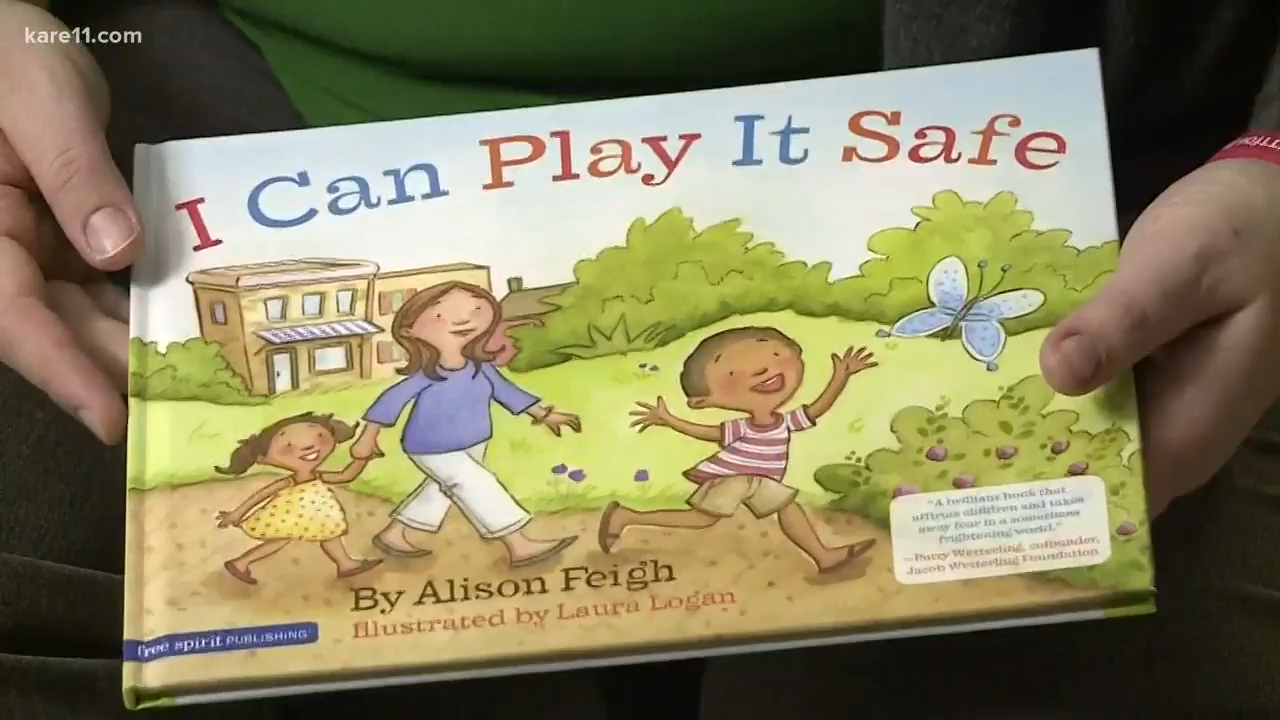 kare11.com
I Can Play It Safe
"A brilliant book that
affirms children and takes
away fear in a sometimes
frightening world."
—Patty Wetterling, cofounder,
Jacob Wetterling Foundation
By Alison Feigh
Illustrated by Laura Logan
free spirit PUBLISHING®